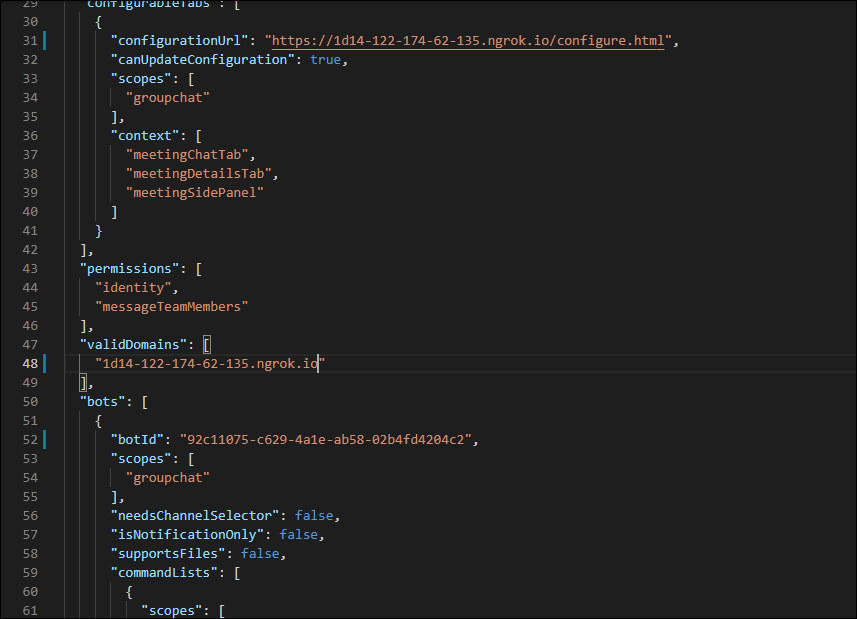 29 "configurableTabs": [
30 {
31 "configurationUrl": "https://1d14-122-174-62-135.ngrok.io/configure.html",
32 "canUpdateConfiguration": true,
33 "scopes": [
34 "groupchat"
35 ],
36 "context": [
37 "meetingChatTab",
38 "meetingDetailsTab",
39 "meetingSidePanel"
40 ]
41 }
42 ],
43 "permissions": [
44 "identity",
45 "messageTeamMembers"
46 ],
47 "validDomains": [
48 "1d14-122-174-62-135.ngrok.io"
49 ],
50 "bots": [
51 {
52 "botId": "92c11075-c629-4a1e-ab58-02b4fd4204c2",
53 "scopes": [
54 "groupchat"
55 ],
56 "needsChannelSelector": false,
57 "isNotificationOnly": false,
58 "supportsFiles": false,
59 "commandLists": [
60 {
61 "scopes": [